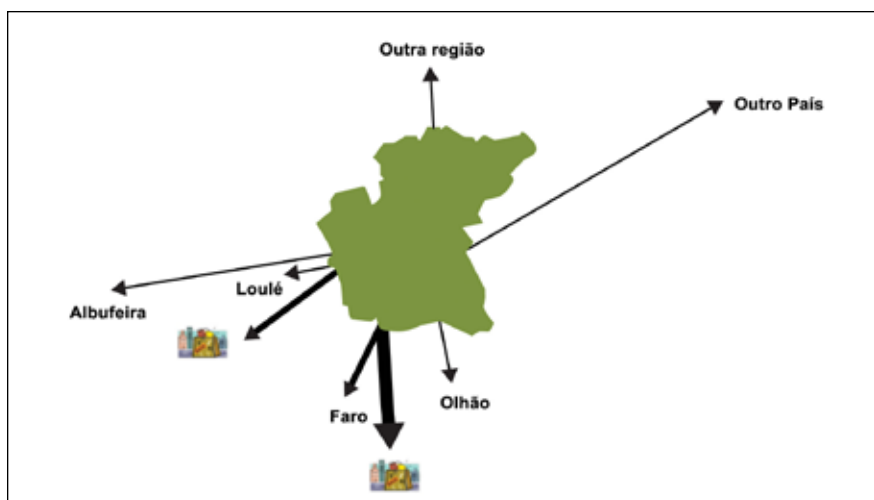 Outra região
Outro País
Loulé
Albufeira
Faro
Olhão